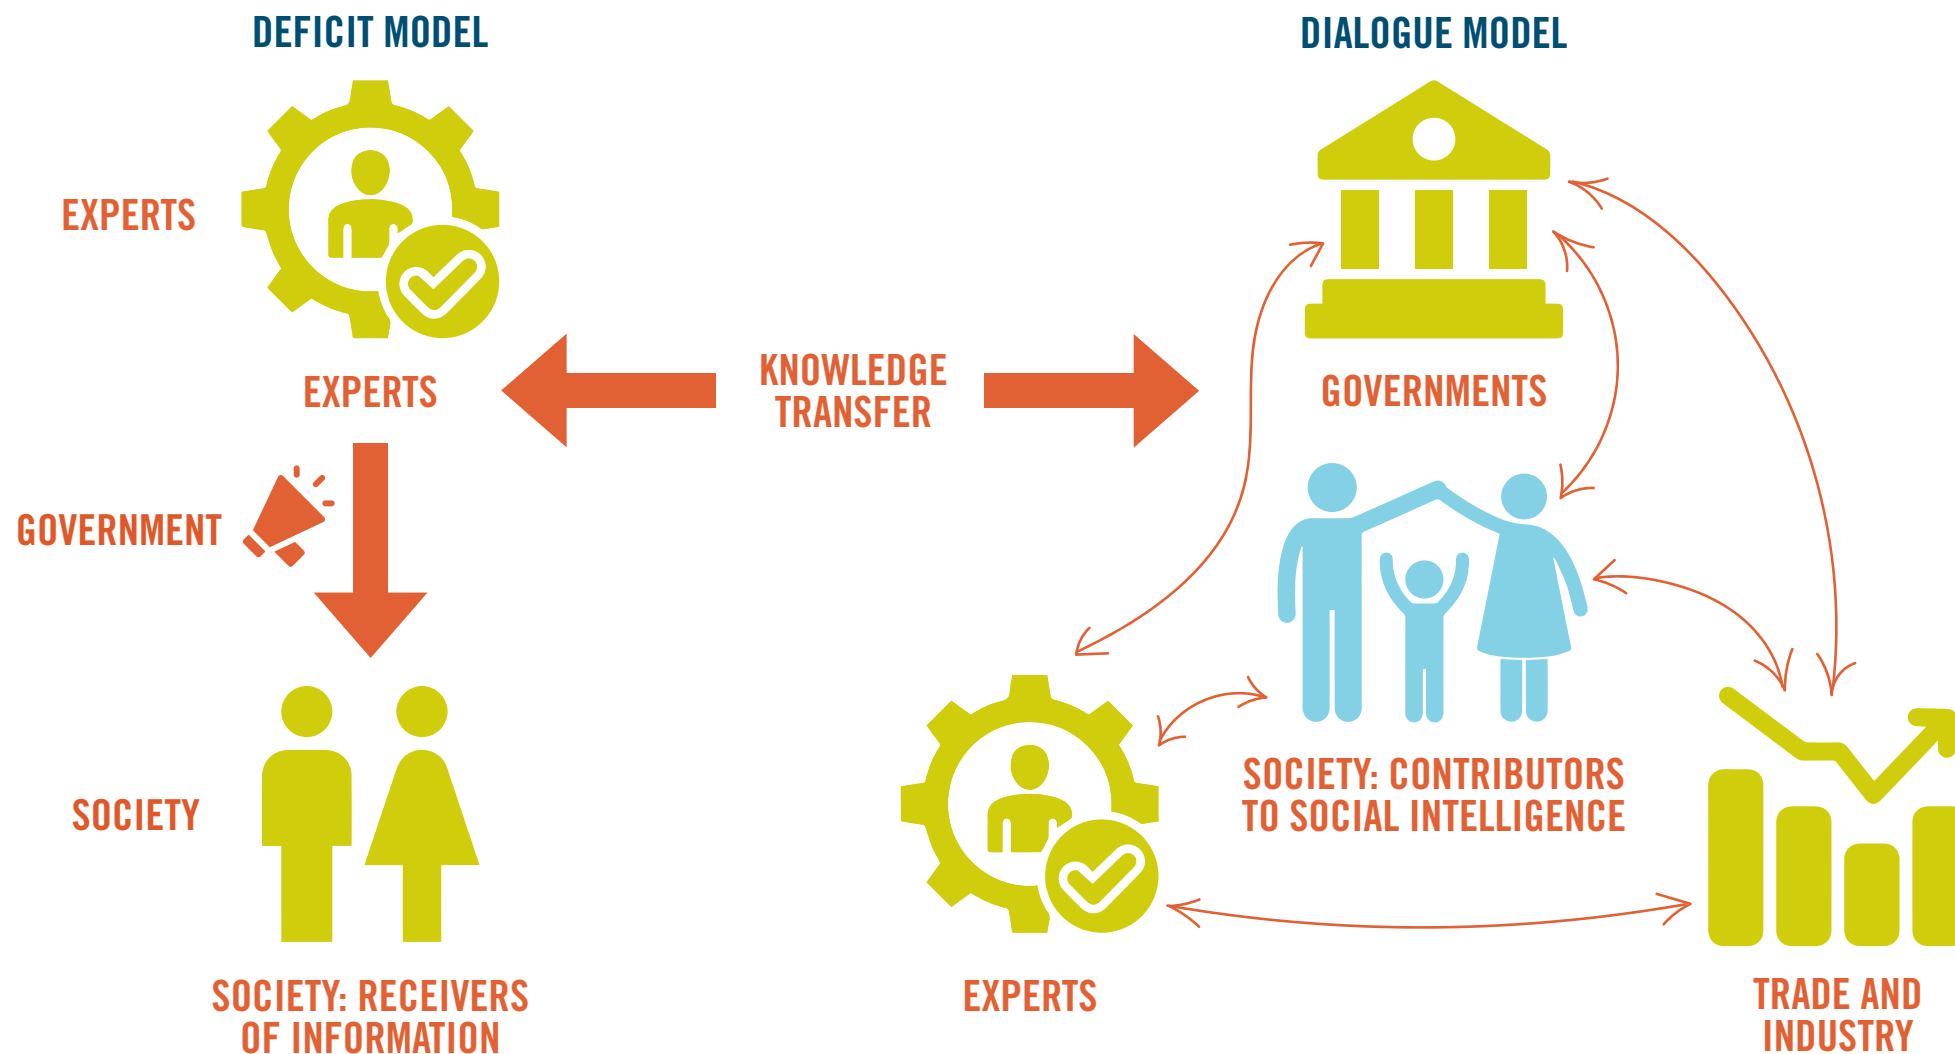 DEFICIT MODEL
DIALOGUE MODEL
EXPERTS
EXPERTS
KNOWLEDGE
TRANSFER
GOVERNMENTS
GOVERNMENT
SOCIETY
SOCIETY: CONTRIBUTORS
TO SOCIAL INTELLIGENCE
SOCIETY: RECEIVERS
OF INFORMATION
EXPERTS
TRADE AND
INDUSTRY